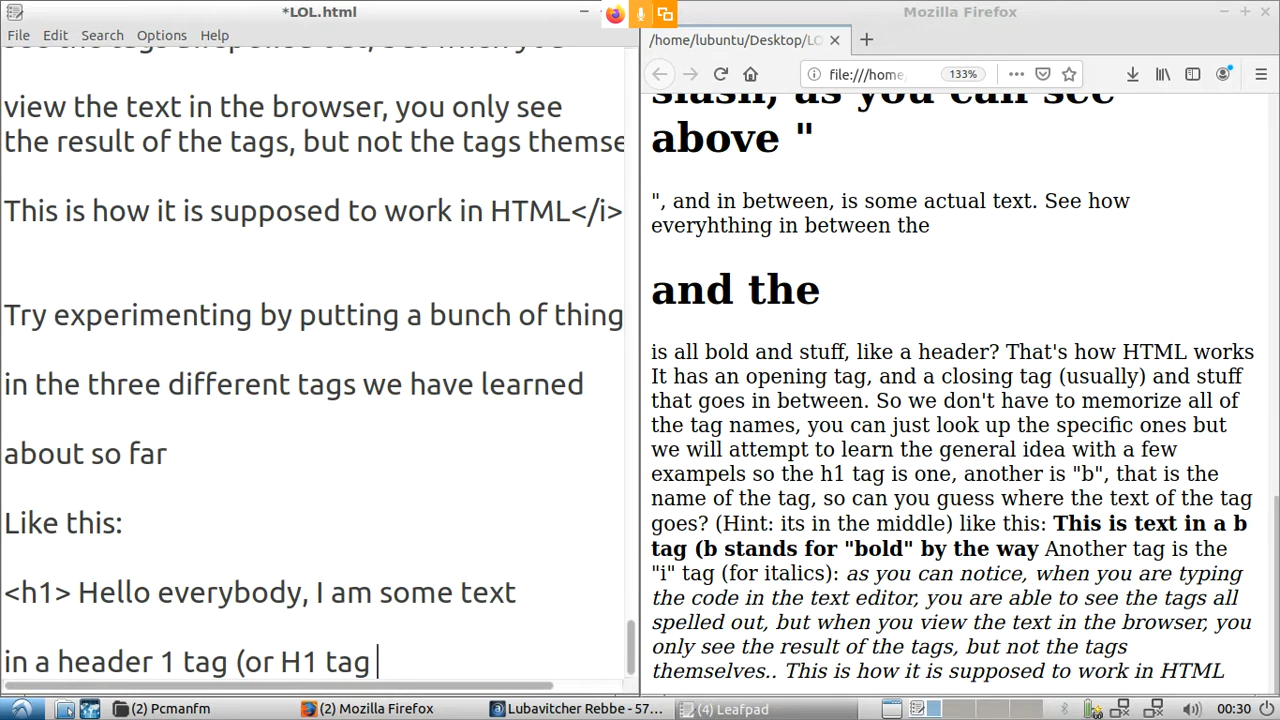 *LOL.html
File Edit Search Options Help
view the text in the browser, you only see
the result of the tags, but not the tags themse
This is how it is supposed to work in HTML</i>
Try experimenting by putting a bunch of thing
in the three different tags we have learned
about so far
Like this:
<h1> Hello everybody, I am some text
in a header 1 tag (or H1 tag
Mozilla Firefox
/home/lubuntu/Desktop/LO
file:///home/
133%
slash, as you can see
above "
", and in between, is some actual text. See how
everyhthing in between the
and the
is all bold and stuff, like a header? That's how HTML works
It has an opening tag, and a closing tag (usually) and stuff
that goes in between. So we don't have to memorize all of
the tag names, you can just look up the specific ones but
we will attempt to learn the general idea with a few
exampels so the h1 tag is one, another is "b", that is the
name of the tag, so can you guess where the text of the tag
goes? (Hint: its in the middle) like this: This is text in a b
tag (b stands for "bold" by the way Another tag is the
"i" tag (for italics): as you can notice, when you are typing
the code in the text editor, you are able to see the tags all
spelled out, but when you view the text in the browser, you
only see the result of the tags, but not the tags
themselves.. This is how it is supposed to work in HTML
(2) Pcmanfm
(2) Mozilla Firefox
Lubavitcher Rebbe - 57...
(4) Leafpad
00:30